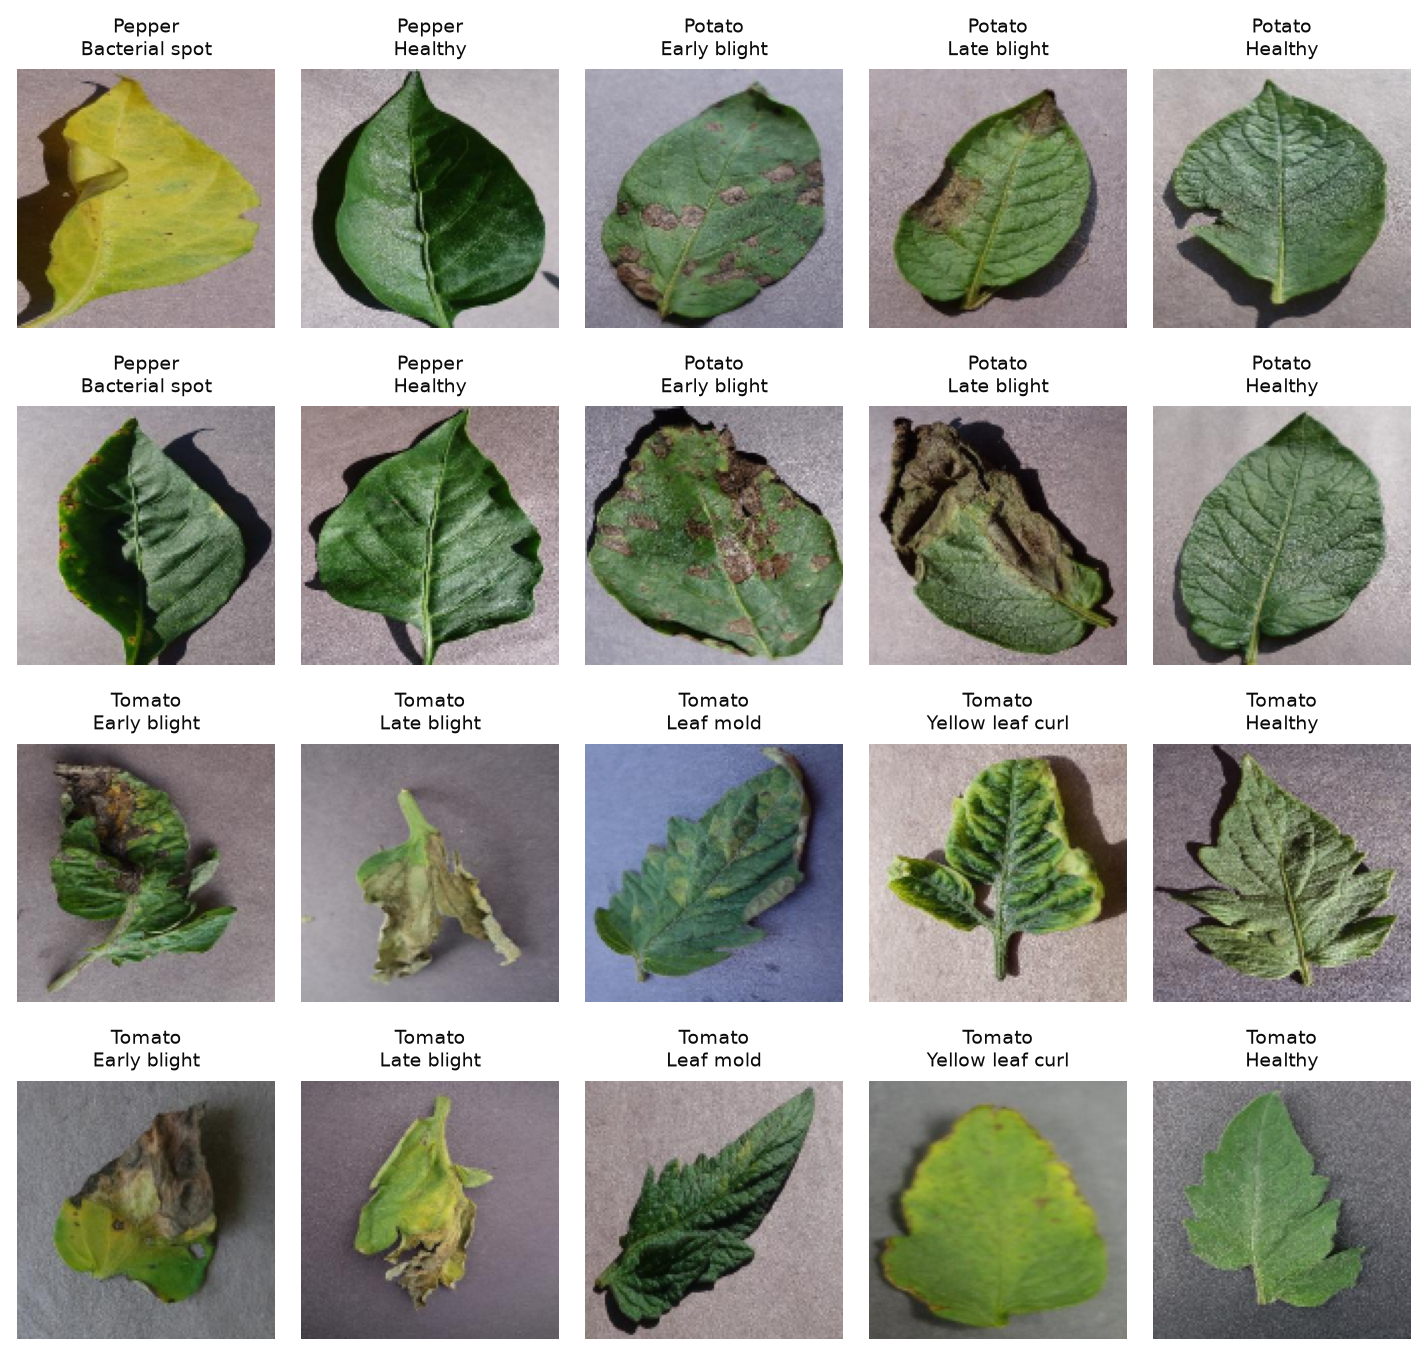 Pepper
Bacterial spot
Pepper
Healthy
Potato
Early blight
Potato
Late blight
Potato
Healthy
Pepper
Bacterial spot
Pepper
Healthy
Potato
Early blight
Potato
Late blight
Potato
Healthy
Tomato
Early blight
Tomato
Late blight
Tomato
Leaf mold
Tomato
Yellow leaf curl
Tomato
Healthy
Tomato
Early blight
Tomato
Late blight
Tomato
Leaf mold
Tomato
Yellow leaf curl
Tomato
Healthy